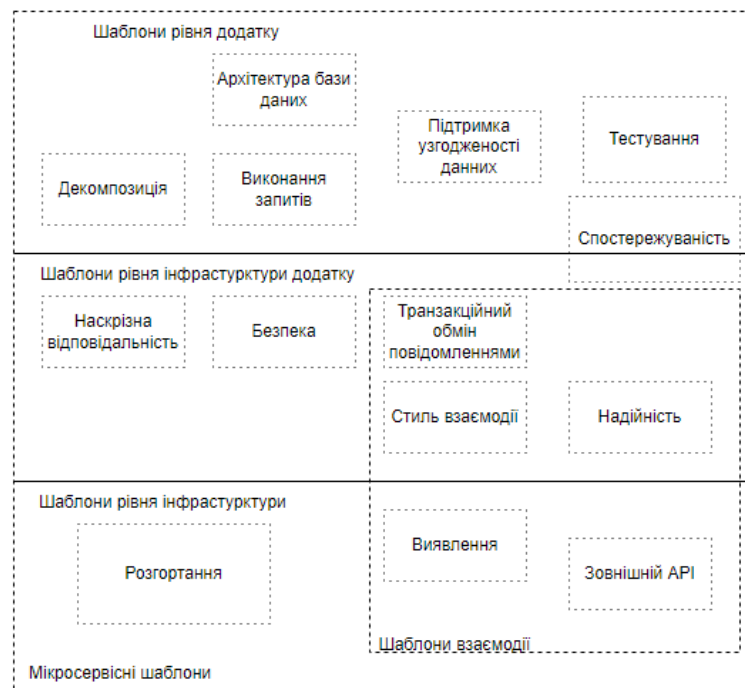 Шаблони рівня додатку
Архітектура бази
даних
Підтримка
узгодженості
данних
Тестування
Декомпозиція
Виконання
запитів
Спостережуваність
Шаблони рівня інфрастурктури додатку
Наскрізна
відповідальність
Безпека
Транзакційний
обмін
повідомленнями
Стиль взаємодії
Надійність
Шаблони рівня інфрастурктури
Розгортання
Виявлення
Зовнішній API
Шаблони взаємодії
Мікросервісні шаблони